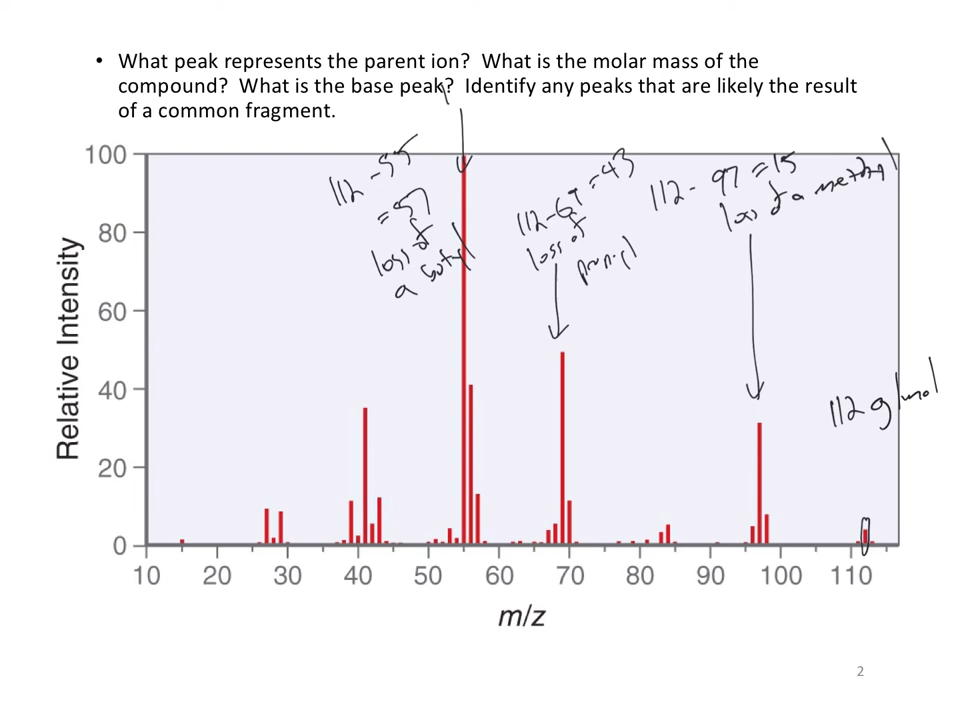 • What peak represents the parent ion? What is the molar mass of the
compound? What is the base peak? Identify any peaks that are likely the result
of a common fragment.
112 - 55
= 57
loss of
a butyl
112 - 69 = 43
loss of
propyl
112 - 97 = 15
loss of a methyl
112 g/mol
Relative Intensity
100
80
60
40
20
0
10 20 30 40 50 60 70 80 90 100 110
m/z
2